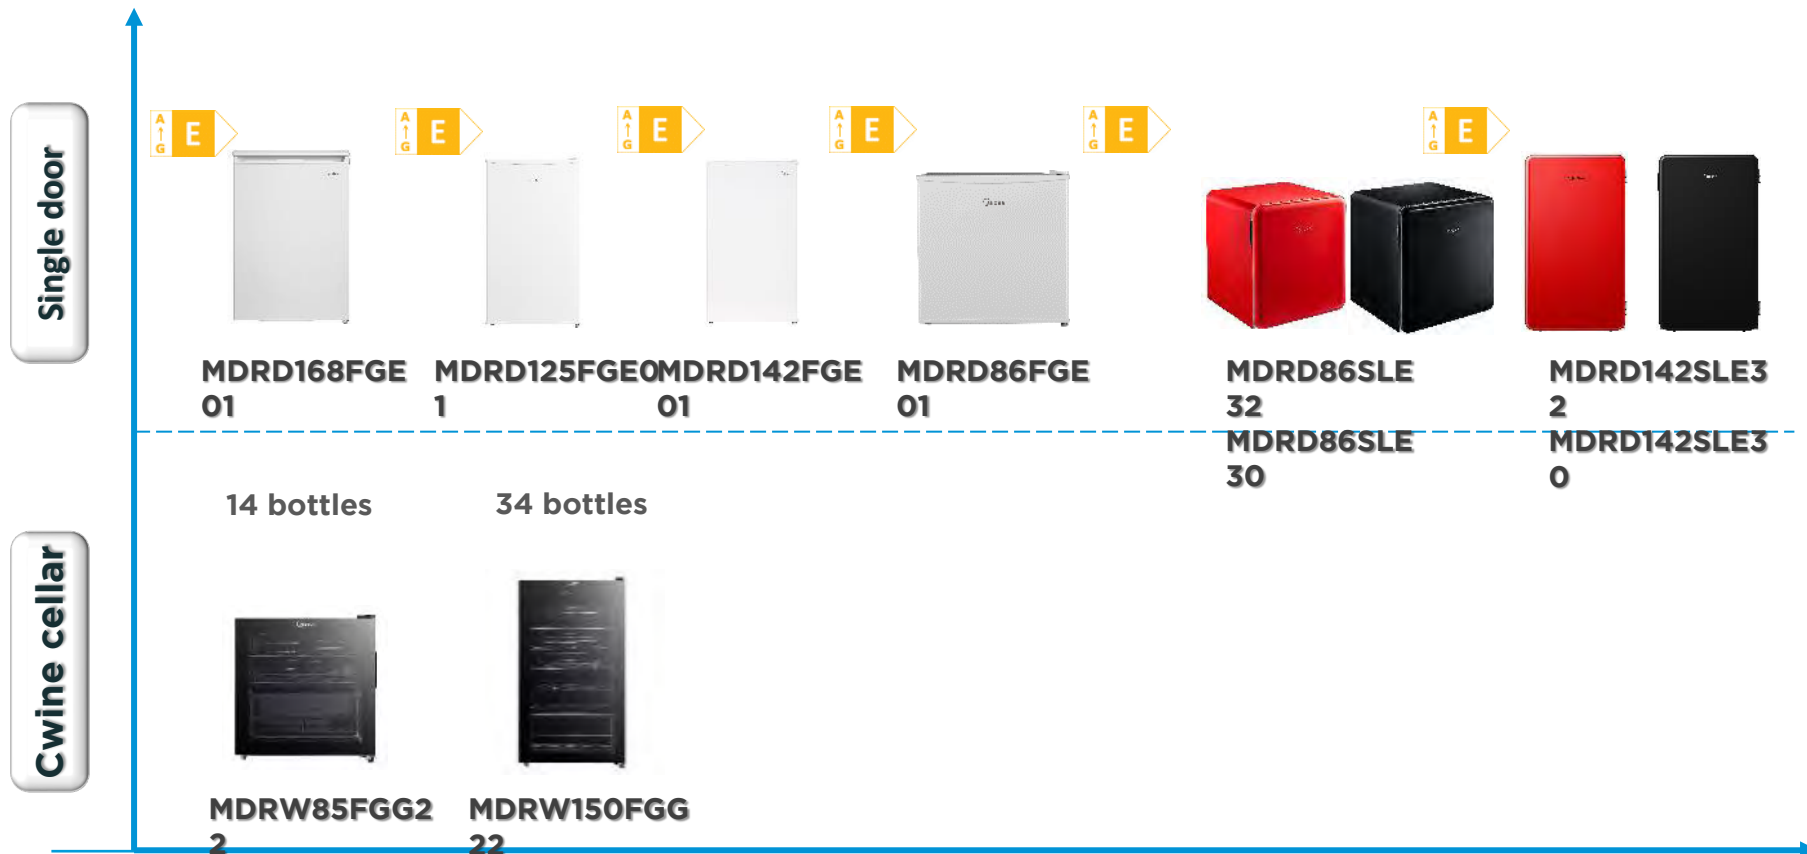 Single door
A G E
A G E
A G E
A G E
A G E
A G E
Midea
MDRD168FGE
01
MDRD125FGE0
1
MDRD142FGE
01
MDRD86FGE
01
MDRD86SLE
32
MDRD86SLE
30
MDRD142SLE3
2
MDRD142SLE3
0
Cwine cellar
14 bottles
34 bottles
MDRW85FGG2
2
MDRW150FGG
22